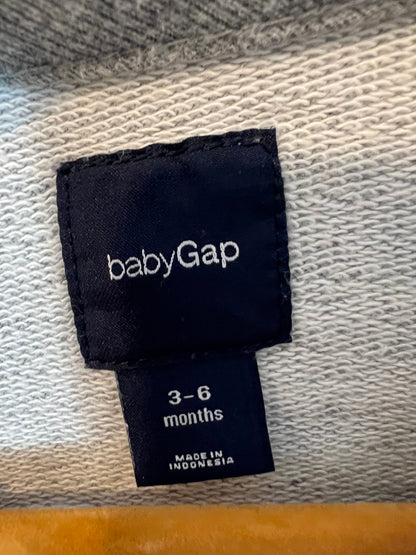 babyGap
3-6
months
MADE IN
INDONESIA